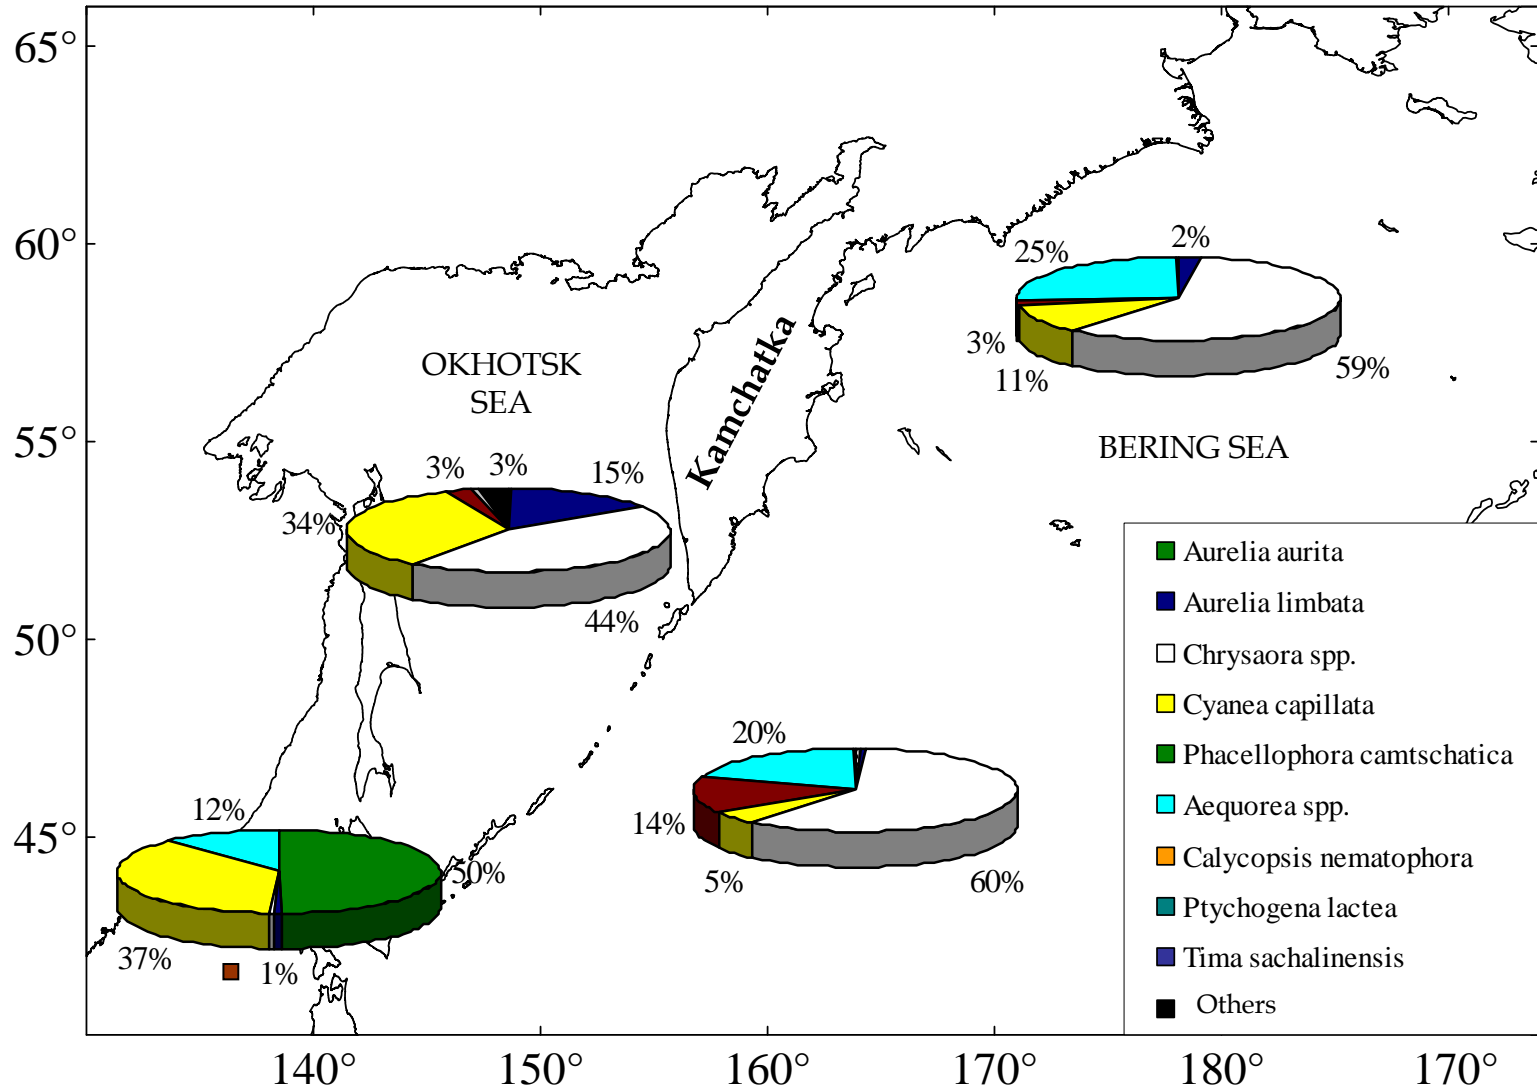 65°
60°
55°
50°
45°
140°
150°
160°
170°
180°
170°
OKHOTSK
SEA
Kamchatka
BERING SEA
25%
2%
3%
11%
59%
3%
3%
15%
34%
44%
20%
14%
5%
60%
12%
50%
37%
1%
Aurelia aurita
Aurelia limbata
Chrysaora spp.
Cyanea capillata
Phacellophora camtschatica
Aequorea spp.
Calycopsis nematophora
Ptychogena lactea
Tima sachalinensis
Others